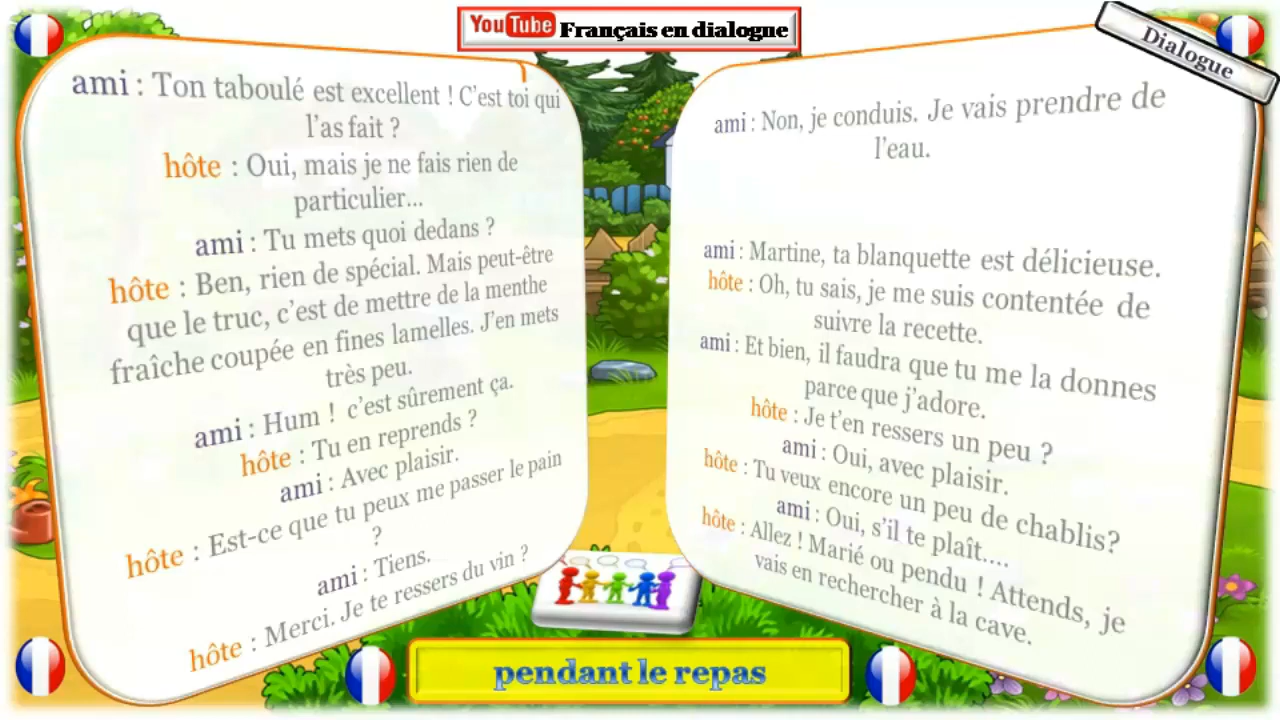 YouTube Français en dialogue
Dialogue
ami : Ton taboulé est excellent ! C'est toi qui
l'as fait ?
hôte : Oui, mais je ne fais rien de
particulier...
ami : Tu mets quoi dedans ?
hôte : Ben, rien de spécial. Mais peut-être
que le truc, c'est de mettre de la menthe
fraîche coupée en fines lamelles. J'en mets
très peu.
ami : Hum ! c'est sûrement ça.
hôte : Tu en reprends ?
ami : Avec plaisir.
hôte : Est-ce que tu peux me passer le pain
?
ami : Tiens.
hôte : Merci. Je te ressers du vin ?
ami : Non, je conduis. Je vais prendre de
l'eau.
ami : Martine, ta blanquette est délicieuse.
hôte : Oh, tu sais, je me suis contentée de
suivre la recette.
ami : Et bien, il faudra que tu me la donnes
parce que j'adore.
hôte : Je t'en ressers un peu ?
ami : Oui, avec plaisir.
hôte : Tu veux encore un peu de chablis?
ami : Oui, s'il te plaît....
hôte : Allez ! Marié ou pendu ! Attends, je
vais en rechercher à la cave.
pendant le repas